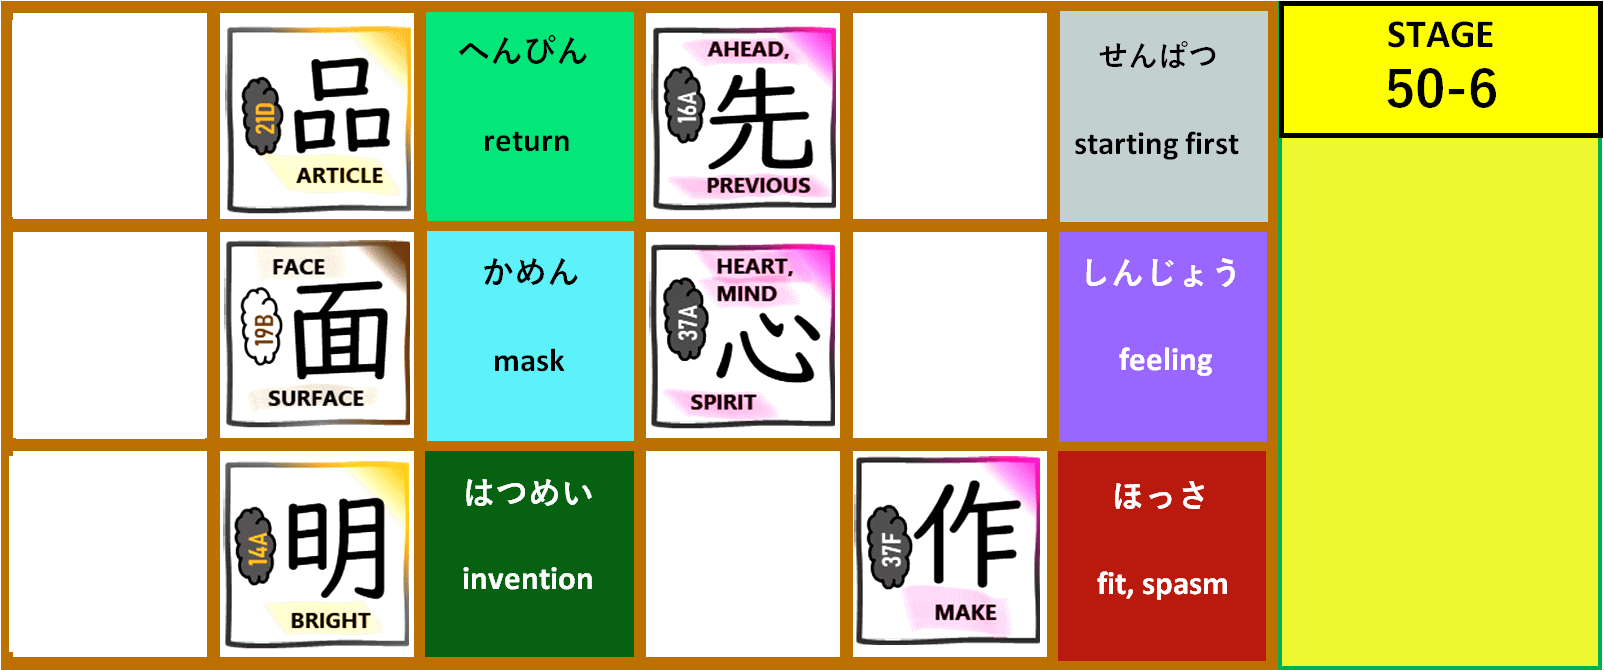 21D
品
ARTICLE
へんぴん
return
AHEAD,
16A
先
PREVIOUS
せんぱつ
starting first
STAGE
50-6
FACE
19B
面
SURFACE
かめん
mask
HEART,
MIND
37A
心
SPIRIT
しんじょう
feeling
14A
明
BRIGHT
はつめい
invention
37F
作
MAKE
ほっさ
fit, spasm